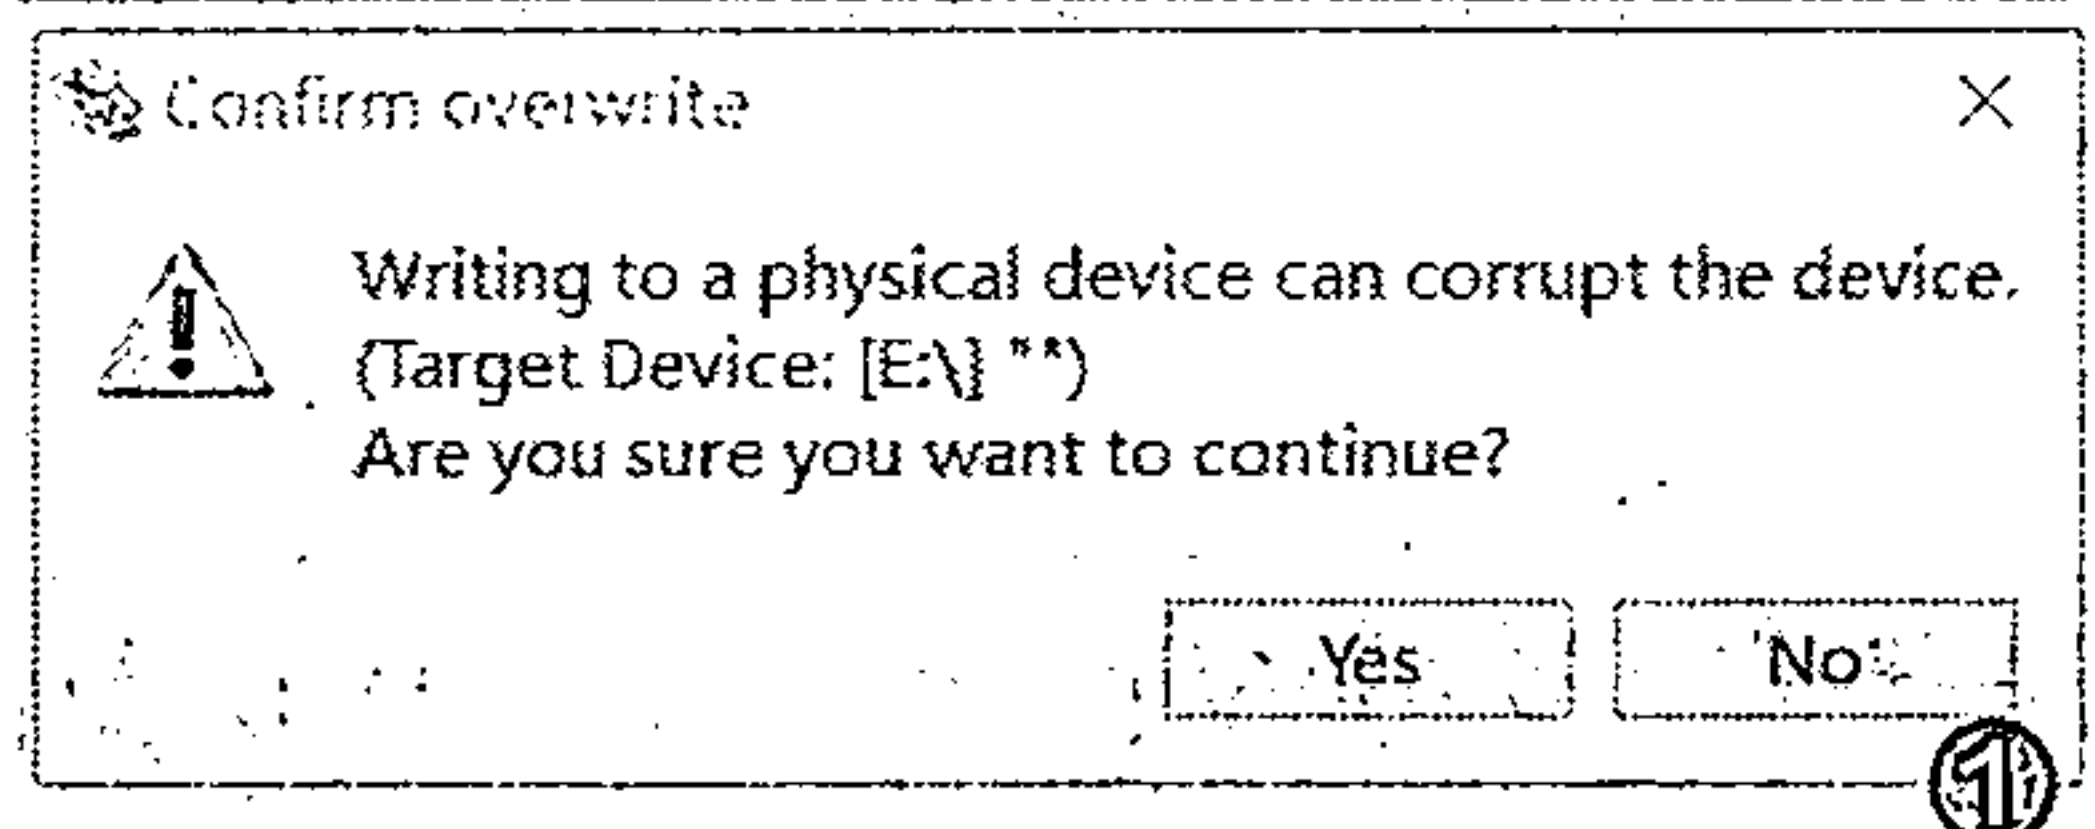 Confirm overwrite
Writing to a physical device can corrupt the device.
(Target Device: [E:\] "")
Are you sure you want to continue?
Yes No
1